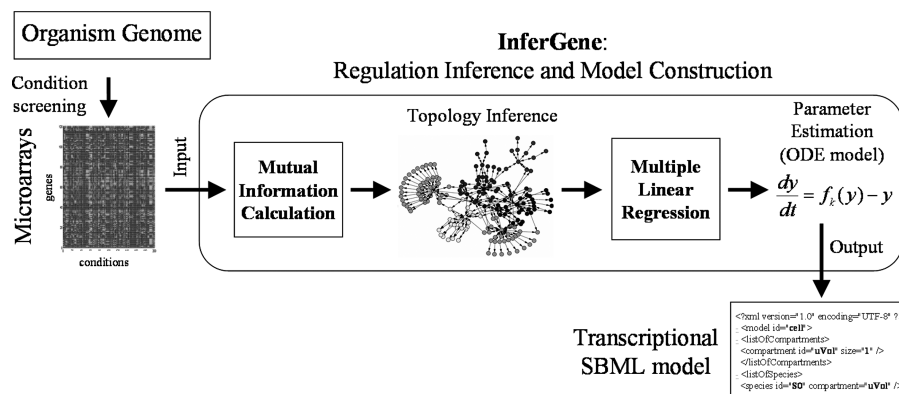 Organism Genome
InferGene:
Regulation Inference and Model Construction
Condition
screening
Microarrays
genes
conditions
Input
Mutual
Information
Calculation
Topology Inference
Multiple
Linear
Regression
Parameter
Estimation
(ODE model)
dy/dt = f_k(y) − y
Output
Transcriptional
SBML model
<?xml version="1.0" encoding="UTF-8" ?
<model id="cell">
<listOfCompartments>
<compartment id="uVol" size="1" />
</listOfCompartments>
<listOfSpecies>
<species id="S0" compartment="uVol" />